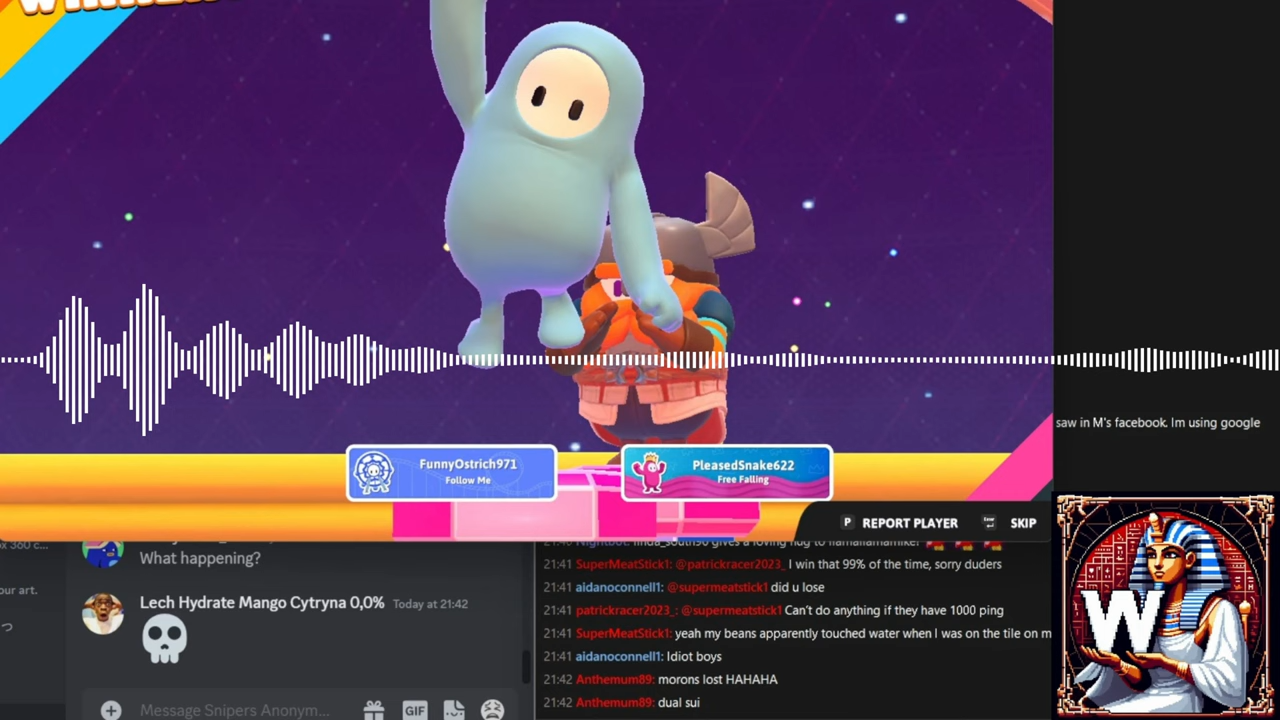 saw in M's facebook. Im using google
FunnyOstrich971
Follow Me
PleasedSnake622
Free Falling
P REPORT PLAYER
SKIP
our art.
What happening?
Lech Hydrate Mango Cytryna 0,0% Today at 21:42
Message Snipers Anonym...
GIF
21:41 SuperMeatStick1: @patrickracer2023_ I win that 99% of the time, sorry duders
21:41 aidanoconnell1: @supermeatstick1 did u lose
21:41 patrickracer2023_: @supermeatstick1 Can't do anything if they have 1000 ping
21:41 SuperMeatStick1: yeah my beans apparently touched water when I was on the tile on m
21:41 aidanoconnell1: Idiot boys
21:42 Anthemum89: morons lost HAHAHA
21:42 Anthemum89: dual sui
W